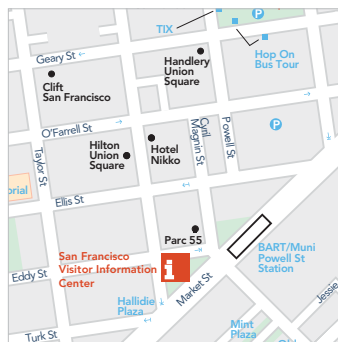 TIX
P
Geary St
Handlery
Union
Square
Hop On
Bus Tour
Clift
San Francisco
O'Farrell St
Cyril
Magnin St
Powell St
P
Taylor St
Hilton
Union
Square
Hotel
Nikko
orial
Ellis St
Parc 55
San Francisco
Visitor Information
Center
i
BART/Muni
Powell St
Station
Eddy St
Market St
Hallidie
Plaza
Jessie
Mint
Plaza
Turk St